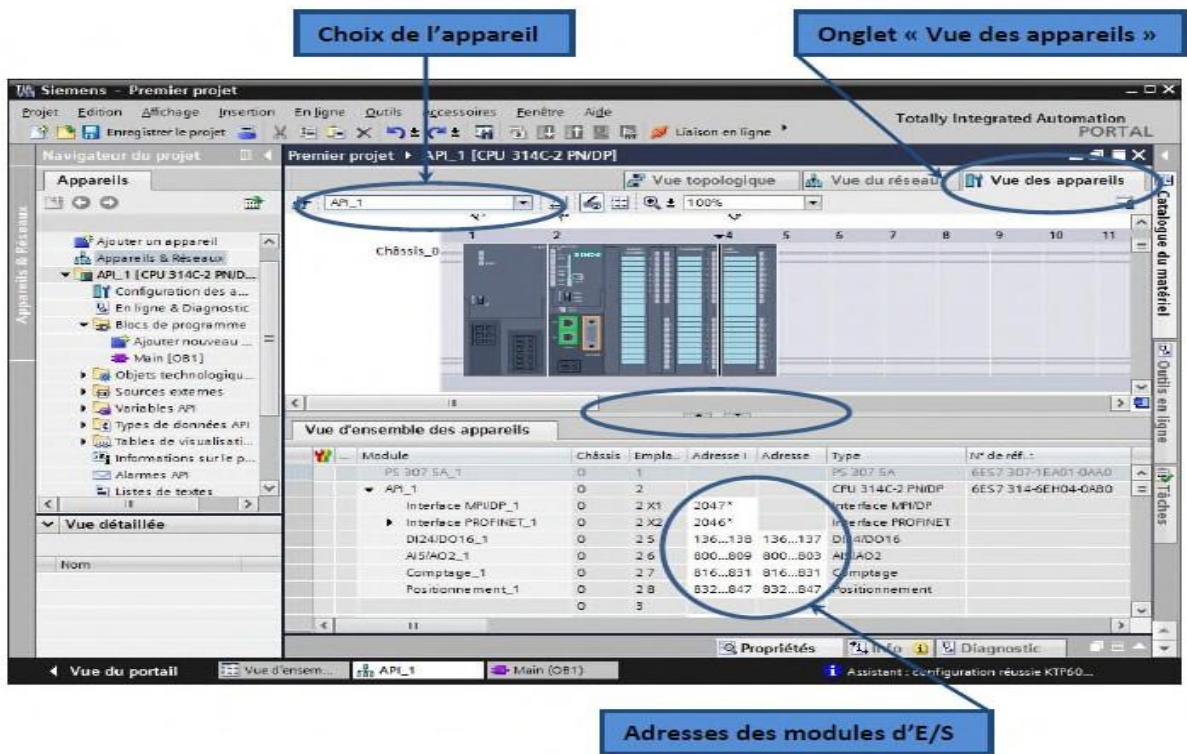 Choix de l'appareil
Onglet « Vue des appareils »
Siemens - Premier projet
Projet Edition Affichage Insertion En ligne Outils Accessoires Fenêtre Aide
Totally Integrated Automation
PORTAL
Enregistrer le projet
Liaison en ligne
Navigateur du projet
Premier projet API_1 [CPU 314C-2 PN/DP]
Appareils
Vue topologique
Vue du réseau
Vue des appareils
API_1
100%
Ajouter un appareil
Appareils & Réseaux
API_1 [CPU 314C-2 PN/D...
Configuration des a...
En ligne & Diagnostic
Blocs de programme
Ajouter nouveau ...
Main [OB1]
Objets technologiqu...
Sources externes
Variables API
Types de données API
Tables de visualisati...
Informations sur le p...
Alarmes API
Listes de textes
Vue détaillée
Nom
Châssis_0
1 2 4 5 6 7 8 9 10 11
Vue d'ensemble des appareils
... Module Châssis Empla... Adresse I Adresse Type N° de réf. :
PS 307 5A_1 0 1 PS 307 5A 6ES7 307-1EA01-0AA0
API_1 0 2 CPU 314C-2 PN/DP 6ES7 314-6EH04-0AB0
Interface MPI/DP_1 0 2 X1 2047* Interface MPI/DP
Interface PROFINET_1 0 2 X2 2046* Interface PROFINET
DI24/DO16_1 0 2 5 136...138 136...137 DI24/DO16
AI5/AO2_1 0 2 6 800...809 800...803 AI5/AO2
Comptage_1 0 2 7 816...831 816...831 Comptage
Positionnement_1 0 2 8 832...847 832...847 Positionnement
0 3
Propriétés
Info
Diagnostic
Appareils & Réseaux
Catalogue du matériel
Outils en ligne
Tâches
Vue du portail
Vue d'ensem...
API_1
Main (OB1)
Assistant : configuration réussie KTP60...
Adresses des modules d'E/S